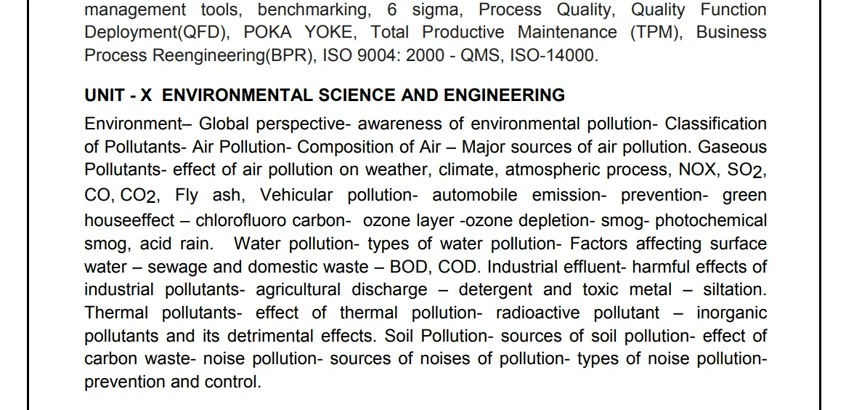 management tools, benchmarking, 6 sigma, Process Quality, Quality Function
Deployment(QFD), POKA YOKE, Total Productive Maintenance (TPM), Business
Process Reengineering(BPR), ISO 9004: 2000 - QMS, ISO-14000.
UNIT - X ENVIRONMENTAL SCIENCE AND ENGINEERING
Environment– Global perspective- awareness of environmental pollution- Classification
of Pollutants- Air Pollution- Composition of Air – Major sources of air pollution. Gaseous
Pollutants- effect of air pollution on weather, climate, atmospheric process, NOX, SO2,
CO, CO2, Fly ash, Vehicular pollution- automobile emission- prevention- green
houseeffect – chlorofluoro carbon- ozone layer -ozone depletion- smog- photochemical
smog, acid rain. Water pollution- types of water pollution- Factors affecting surface
water – sewage and domestic waste – BOD, COD. Industrial effluent- harmful effects of
industrial pollutants- agricultural discharge – detergent and toxic metal – siltation.
Thermal pollutants- effect of thermal pollution- radioactive pollutant – inorganic
pollutants and its detrimental effects. Soil Pollution- sources of soil pollution- effect of
carbon waste- noise pollution- sources of noises of pollution- types of noise pollution-
prevention and control.